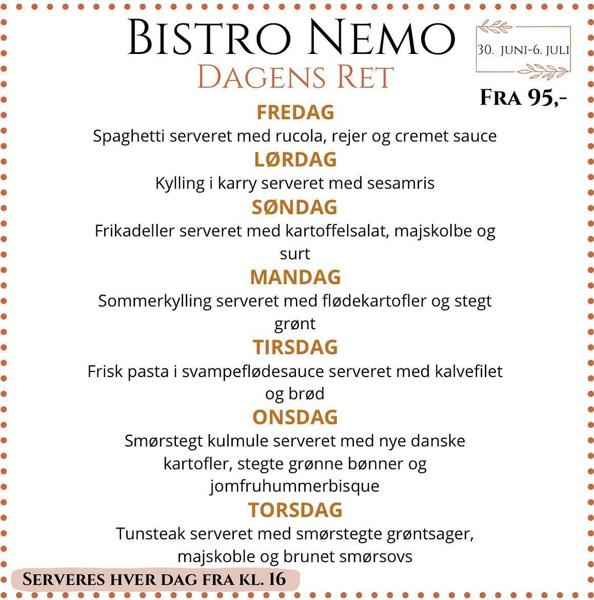 Bistro Nemo
30. juni-6. juli
Dagens Ret
Fra 95,-
FREDAG
Spaghetti serveret med rucola, rejer og cremet sauce
LØRDAG
Kylling i karry serveret med sesamris
SØNDAG
Frikadeller serveret med kartoffelsalat, majskolbe og
surt
MANDAG
Sommerkylling serveret med flødekartofler og stegt
grønt
TIRSDAG
Frisk pasta i svampeflødesauce serveret med kalvefilet
og brød
ONSDAG
Smørstegt kulmule serveret med nye danske
kartofler, stegte grønne bønner og
jomfruhummerbisque
TORSDAG
Tunsteak serveret med smørstegte grøntsager,
majskoble og brunet smørsovs
Serveres hver dag fra kl. 16